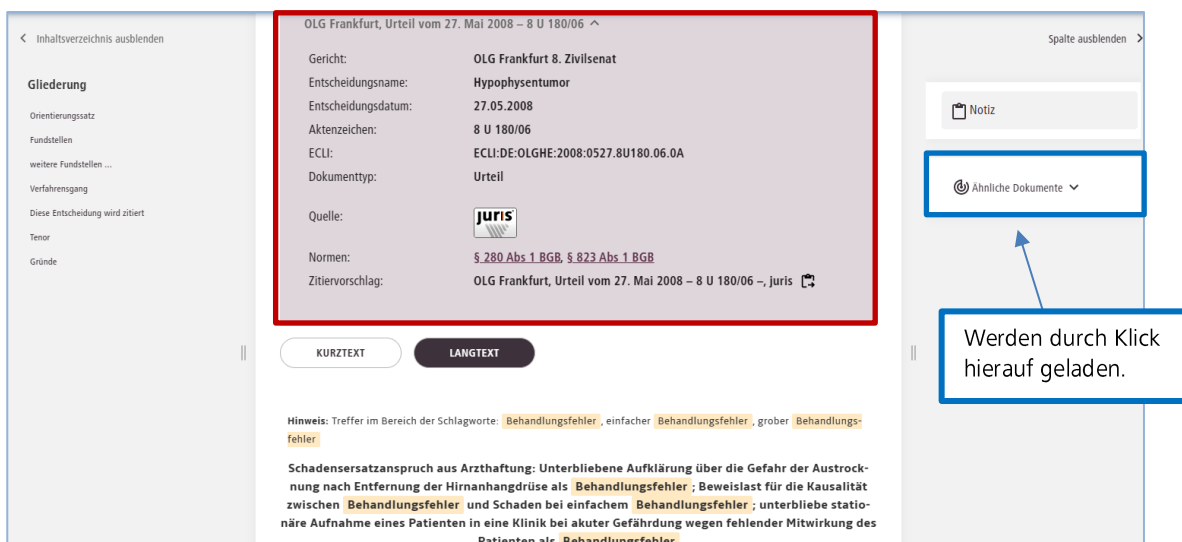 Inhaltsverzeichnis ausblenden
Gliederung
Orientierungssatz
Fundstellen
weitere Fundstellen ...
Verfahrensgang
Diese Entscheidung wird zitiert
Tenor
Gründe
OLG Frankfurt, Urteil vom 27. Mai 2008 – 8 U 180/06
Gericht: OLG Frankfurt 8. Zivilsenat
Entscheidungsname: Hypophysentumor
Entscheidungsdatum: 27.05.2008
Aktenzeichen: 8 U 180/06
ECLI: ECLI:DE:OLGHE:2008:0527.8U180.06.0A
Dokumenttyp: Urteil
Quelle: juris
Normen: § 280 Abs 1 BGB, § 823 Abs 1 BGB
Zitiervorschlag: OLG Frankfurt, Urteil vom 27. Mai 2008 – 8 U 180/06 –, juris
KURZTEXT LANGTEXT
Hinweis: Treffer im Bereich der Schlagworte: Behandlungsfehler , einfacher Behandlungsfehler , grober Behandlungs-
fehler
Schadensersatzanspruch aus Arzthaftung: Unterbliebene Aufklärung über die Gefahr der Austrock-
nung nach Entfernung der Hirnanhangdrüse als Behandlungsfehler ; Beweislast für die Kausalität
zwischen Behandlungsfehler und Schaden bei einfachem Behandlungsfehler ; unterbliebe statio-
näre Aufnahme eines Patienten in eine Klinik bei akuter Gefährdung wegen fehlender Mitwirkung des
Patienten als Behandlungsfehler
Spalte ausblenden
Notiz
Ähnliche Dokumente
Werden durch Klick
hierauf geladen.